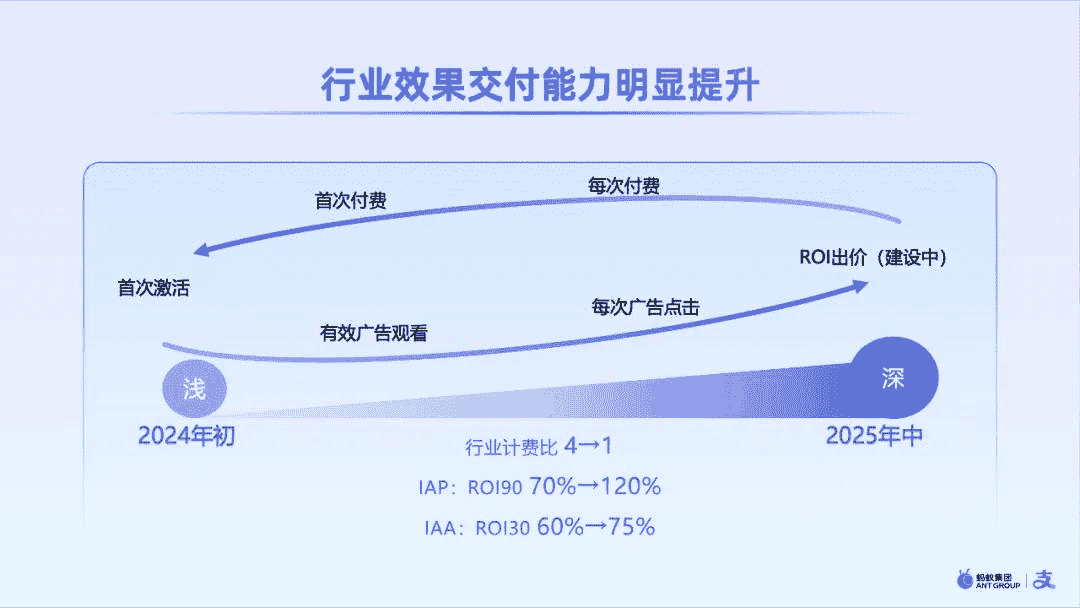 行业效果交付能力明显提升
每次付费
首次付费
ROI出价（建设中）
首次激活
每次广告点击
有效广告观看
浅
深
2024年初
2025年中
行业计费比 4→1
IAP：ROI90 70%→120%
IAA：ROI30 60%→75%
蚂蚁集团
ANT GROUP
支